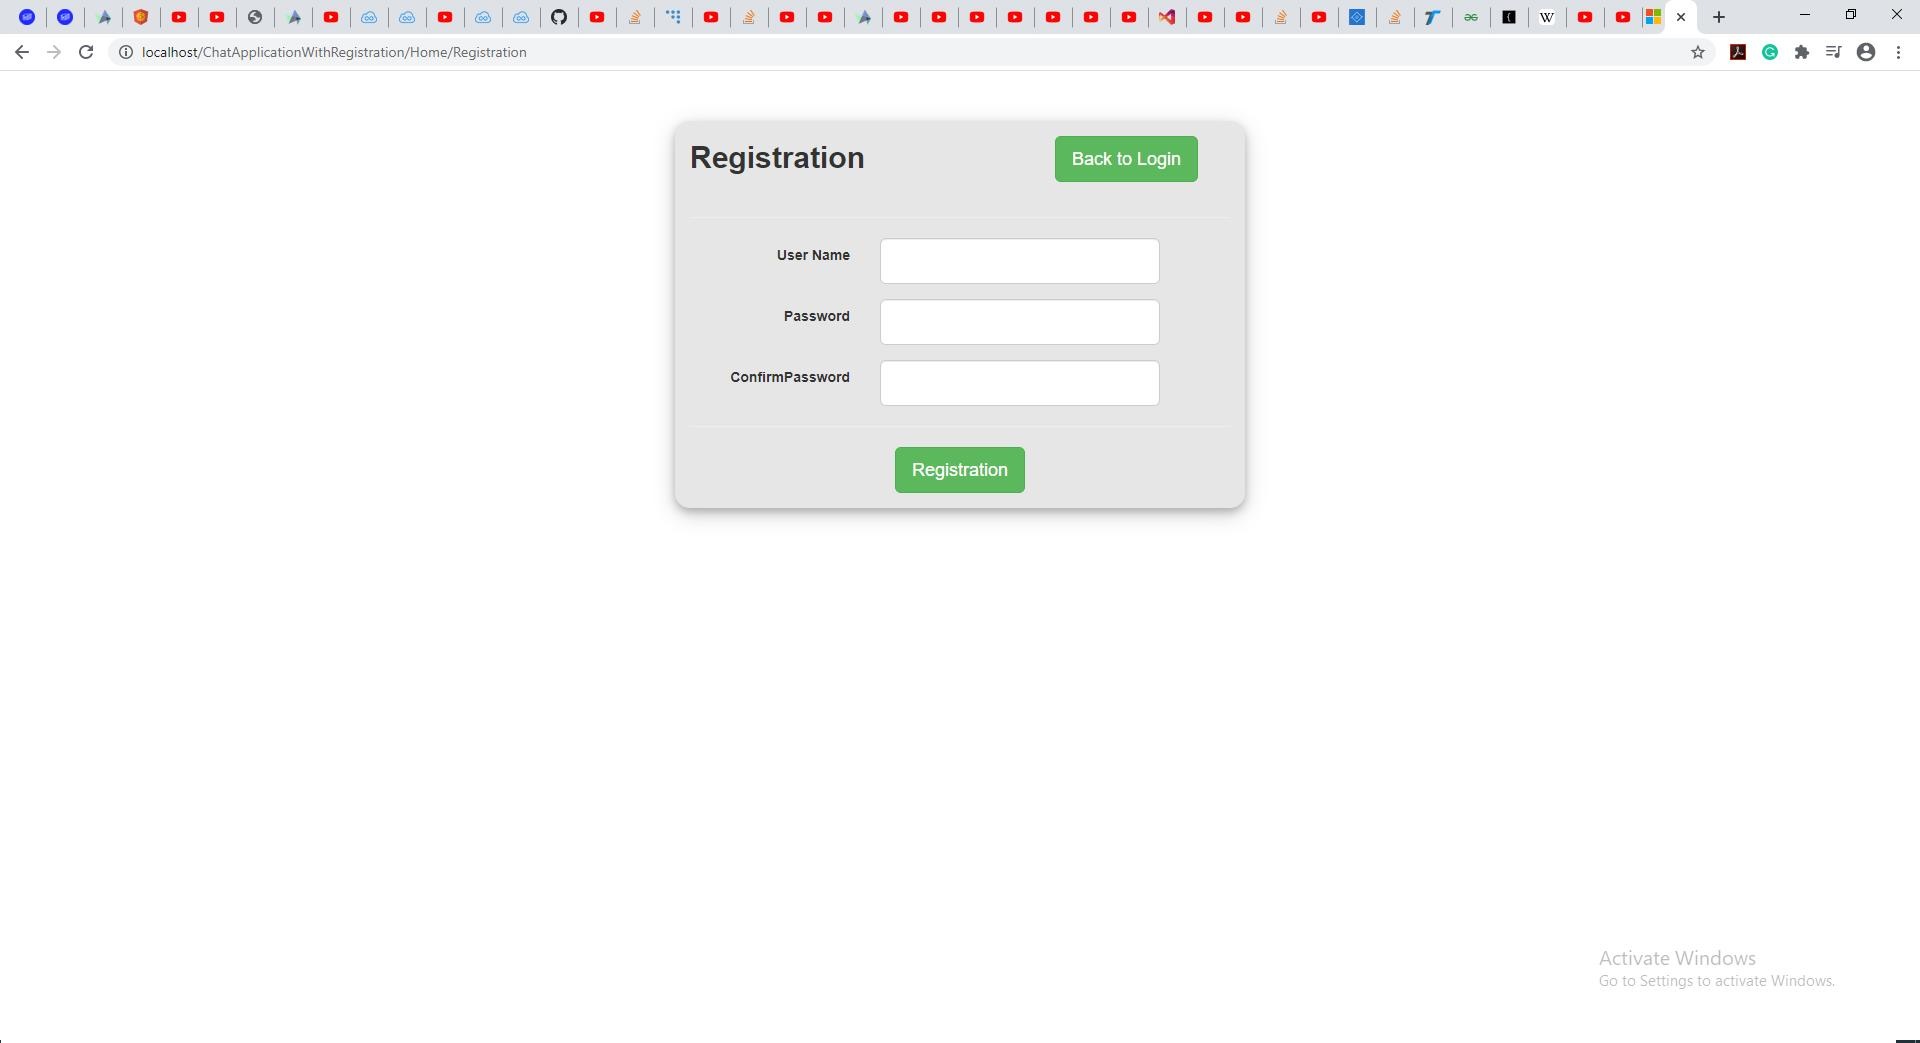 localhost/ChatApplicationWithRegistration/Home/Registration
Registration
Back to Login
User Name
Password
ConfirmPassword
Registration
Activate Windows
Go to Settings to activate Windows.